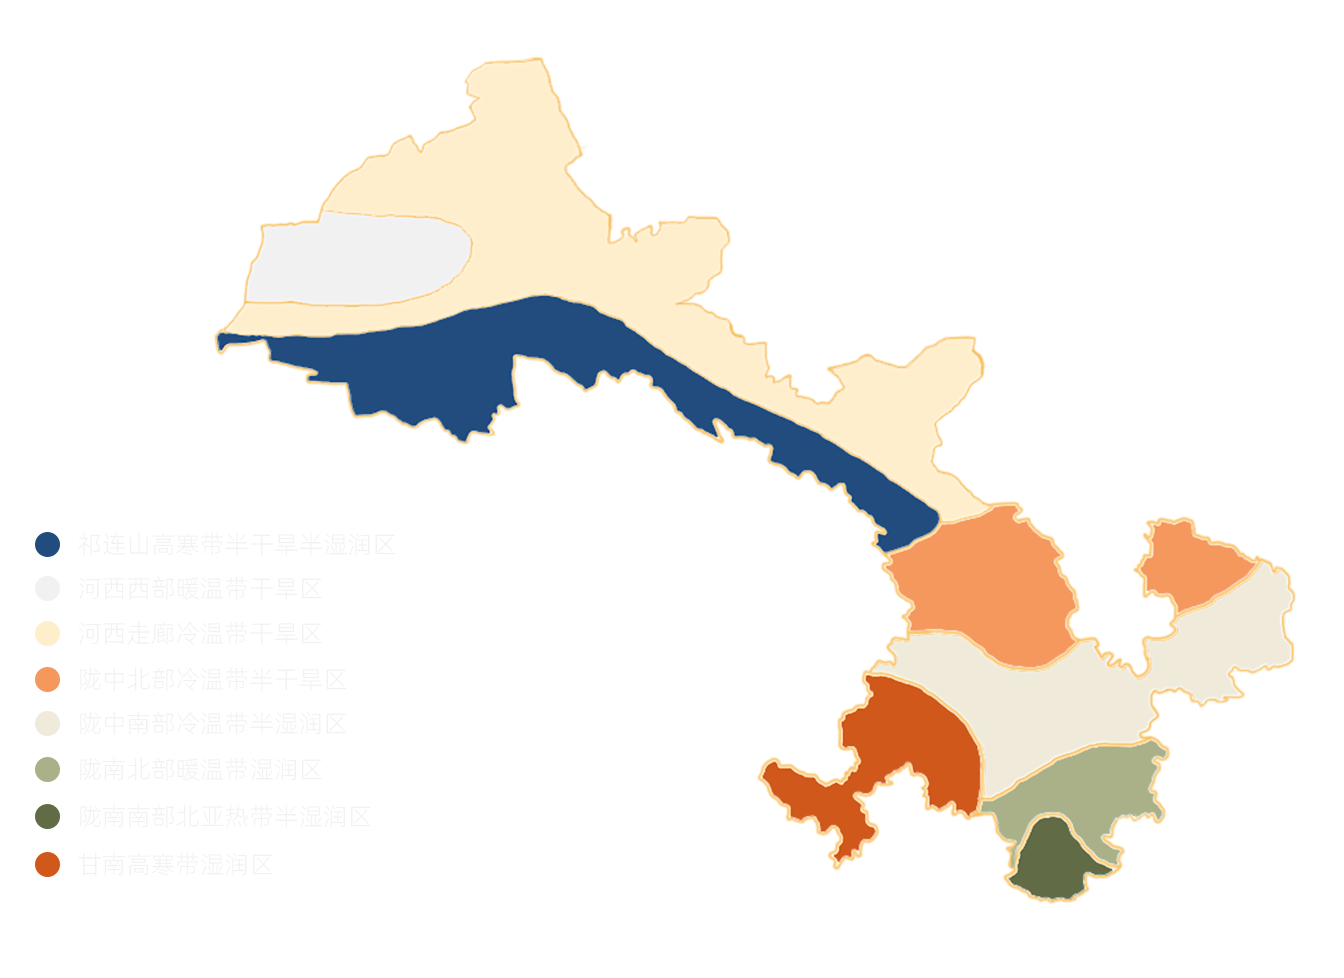 祁连山高寒带半干旱半湿润区
河西西部暖温带干旱区
河西走廊冷温带干旱区
陇中北部冷温带半干旱区
陇中南部冷温带半湿润区
陇南北部暖温带湿润区
陇南南部北亚热带半湿润区
甘南高寒带湿润区